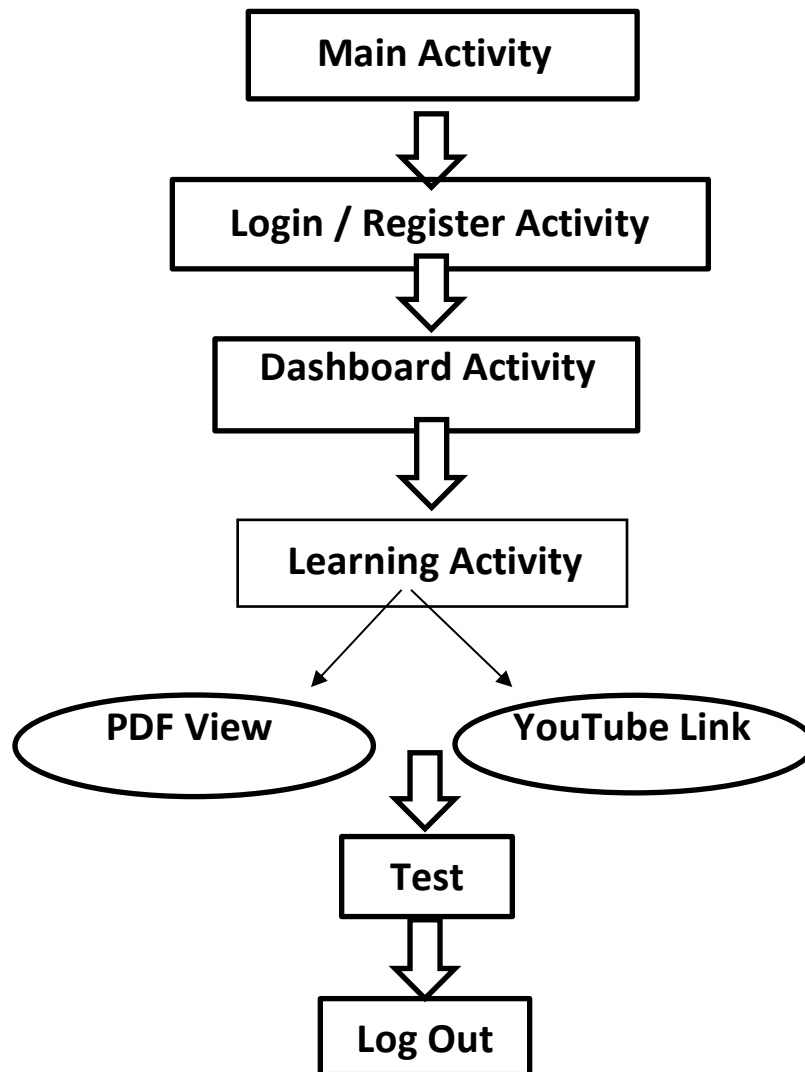 Main Activity
Login / Register Activity
Dashboard Activity
Learning Activity
PDF View
YouTube Link
Test
Log Out